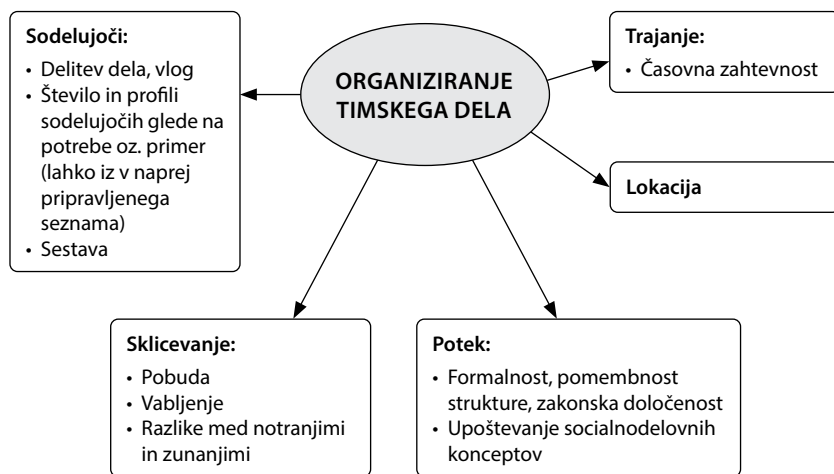 Sodelujoči:
• Delitev dela, vlog
• Število in profili
sodelujočih glede na
potrebe oz. primer
(lahko iz v naprej
pripravljenega
seznama)
• Sestava
ORGANIZIRANJE
TIMSKEGA DELA
Trajanje:
• Časovna zahtevnost
Lokacija
Sklicevanje:
• Pobuda
• Vabljenje
• Razlike med notranjimi
in zunanjimi
Potek:
• Formalnost, pomembnost
strukture, zakonska določenost
• Upoštevanje socialnodelovnih
konceptov